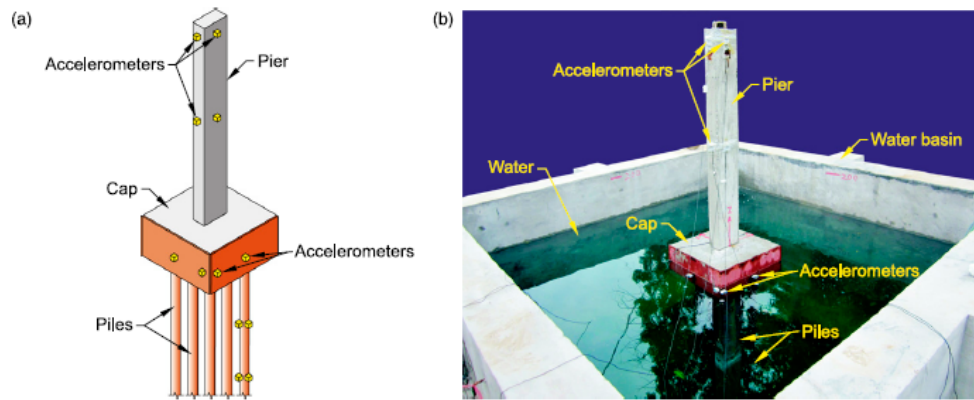 (a)
Accelerometers
Pier
Cap
Accelerometers
Piles
(b)
Accelerometers
Pier
Water basin
Water
Cap
Accelerometers
Piles